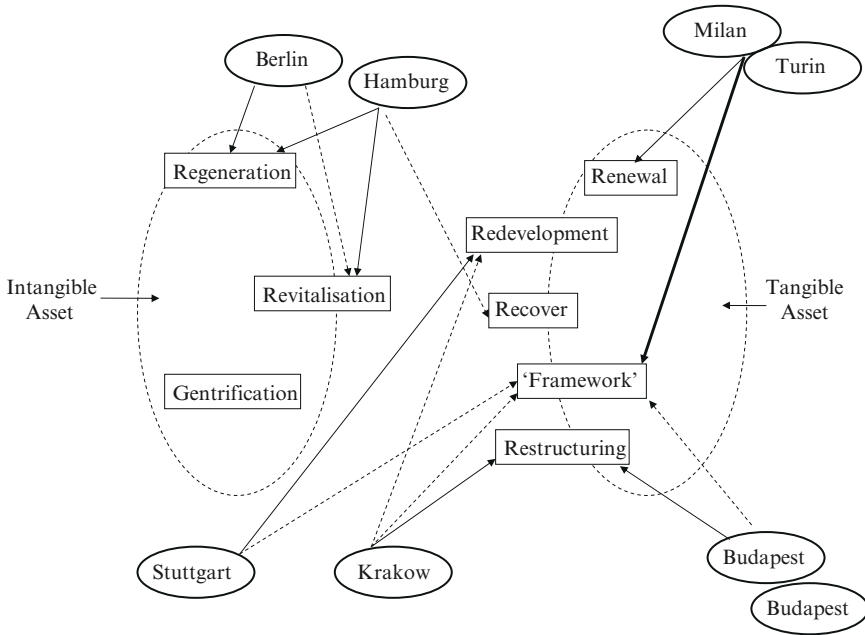 Milan
Turin
Berlin
Hamburg
Regeneration
Renewal
Redevelopment
Intangible
Asset
Revitalisation
Recover
Tangible
Asset
Gentrification
‘Framework’
Restructuring
Stuttgart
Krakow
Budapest
Budapest